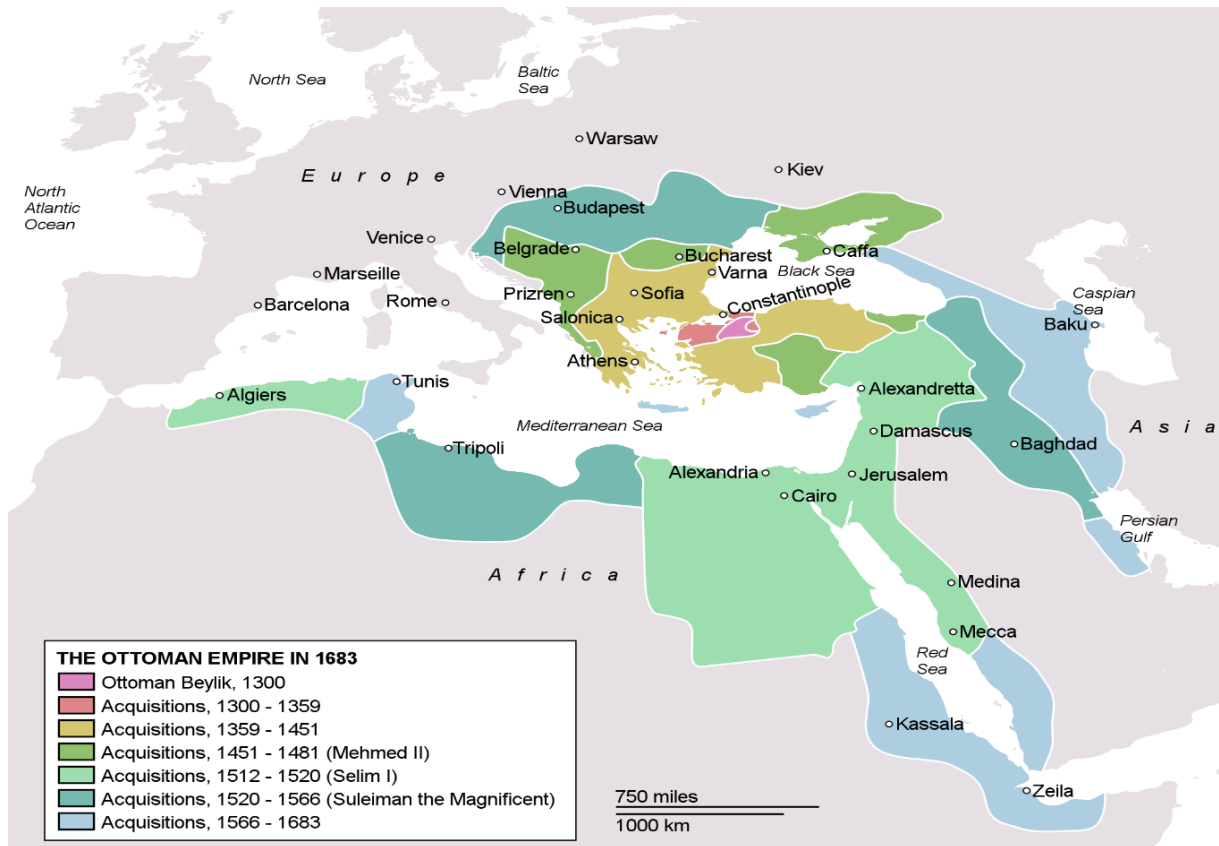 North Sea
Baltic
Sea
Warsaw
Kiev
E u r o p e
North
Atlantic
Ocean
Vienna
Budapest
Venice
Belgrade
Bucharest
Caffa
Marseille
Varna
Black Sea
Barcelona
Rome
Prizren
Sofia
Constantinople
Caspian
Sea
Salonica
Baku
Athens
Algiers
Tunis
Alexandretta
Mediterranean Sea
Damascus
A s i a
Tripoli
Baghdad
Alexandria
Jerusalem
Cairo
Persian
Gulf
A f r i c a
Medina
Mecca
Red
Sea
Kassala
Zeila
THE OTTOMAN EMPIRE IN 1683
Ottoman Beylik, 1300
Acquisitions, 1300 - 1359
Acquisitions, 1359 - 1451
Acquisitions, 1451 - 1481 (Mehmed II)
Acquisitions, 1512 - 1520 (Selim I)
Acquisitions, 1520 - 1566 (Suleiman the Magnificent)
Acquisitions, 1566 - 1683
750 miles
1000 km